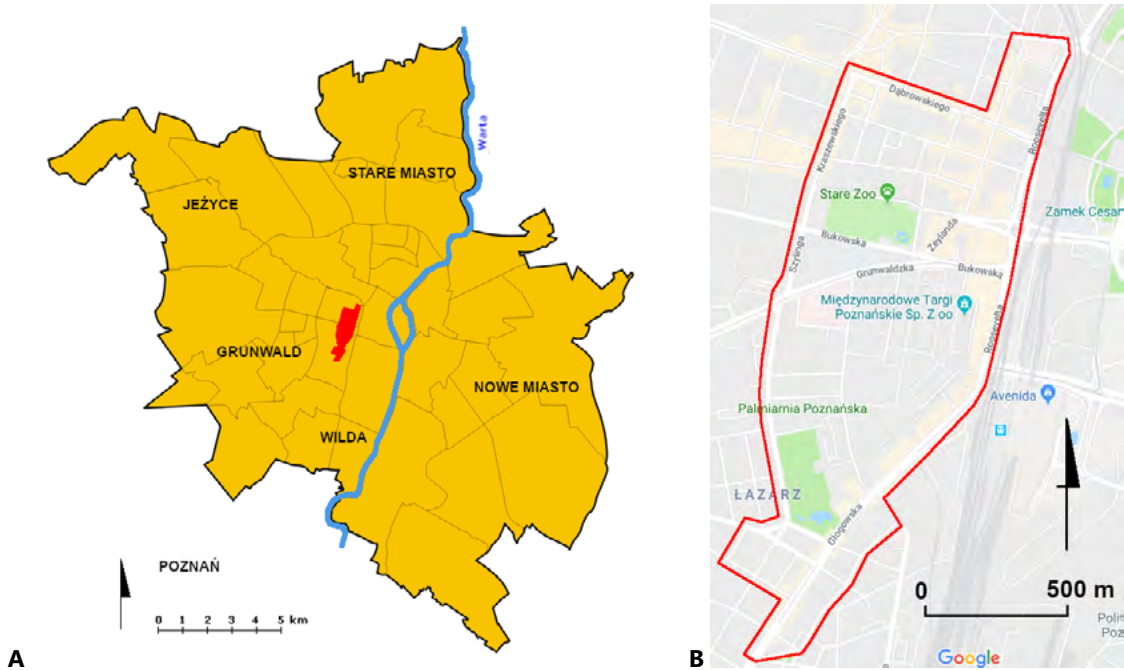 Warta
STARE MIASTO
JEŻYCE
GRUNWALD
NOWE MIASTO
WILDA
POZNAŃ
0 1 2 3 4 5 km
A
Dąbrowskiego
Roosevelta
Kraszewskiego
Stare Zoo
Zamek Cesar
Zeylanda
Bukowska
Szylinga
Grunwaldzka
Bukowska
Międzynarodowe Targi
Poznańskie Sp. Z oo
Roosevelta
Avenida
Palmiarnia Poznańska
ŁAZARZ
Głogowska
0 500 m
Polit
Poz
Google
B